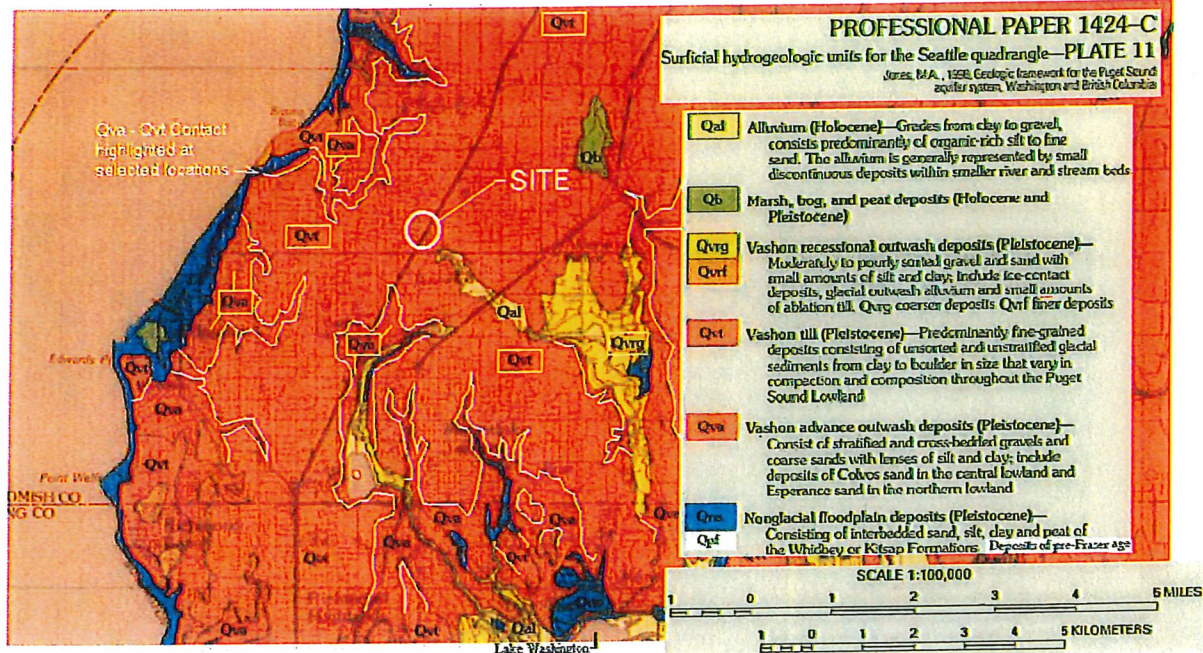 PROFESSIONAL PAPER 1424-C
Surficial hydrogeologic units for the Seattle quadrangle—PLATE 11
Jones, M.A., 1998, Geologic framework for the Puget Sound
aquifer system, Washington and British Columbia
Qvt
Qva - Qvt Contact
highlighted at
selected locations
Qvt
Qva
Qb
SITE
Qvt
Qva
Qal
Edwards
Qva
Qvt
Qvrg
Qvt
Qva
Qvt
Point Wells
OMISH CO
NG CO
Qva
Qva
Qva
Qva
Qvt
Qvt
Qva
Qvt
Qal
Lake Washington
Qal Alluvium (Holocene)—Grades from clay to gravel,
consists predominantly of organic-rich silt to fine
sand. The alluvium is generally represented by small
discontinuous deposits within smaller river and stream beds
Qb Marsh, bog, and peat deposits (Holocene and
Pleistocene)
Qvrg Vashon recessional outwash deposits (Pleistocene)—
Qvrf Moderately to poorly sorted gravel and sand with
small amounts of silt and clay; include ice-contact
deposits, glacial outwash alluvium and small amounts
of ablation till. Qvrg coarser deposits Qvrf finer deposits
Qvt Vashon till (Pleistocene)—Predominantly fine-grained
deposits consisting of unsorted and unstratified glacial
sediments from clay to boulder in size that vary in
compaction and composition throughout the Puget
Sound Lowland
Qva Vashon advance outwash deposits (Pleistocene)—
Consist of stratified and cross-bedded gravels and
coarse sands with lenses of silt and clay; include
deposits of Colvos sand in the central lowland and
Esperance sand in the northern lowland
Qns Nonglacial floodplain deposits (Pleistocene)—
Consisting of interbedded sand, silt, clay and peat of
Qpf the Whidbey or Kitsap Formations Deposits of pre-Fraser age
SCALE 1:100,000
1 0 1 2 3 4 5 MILES
1 0 1 2 3 4 5 KILOMETERS